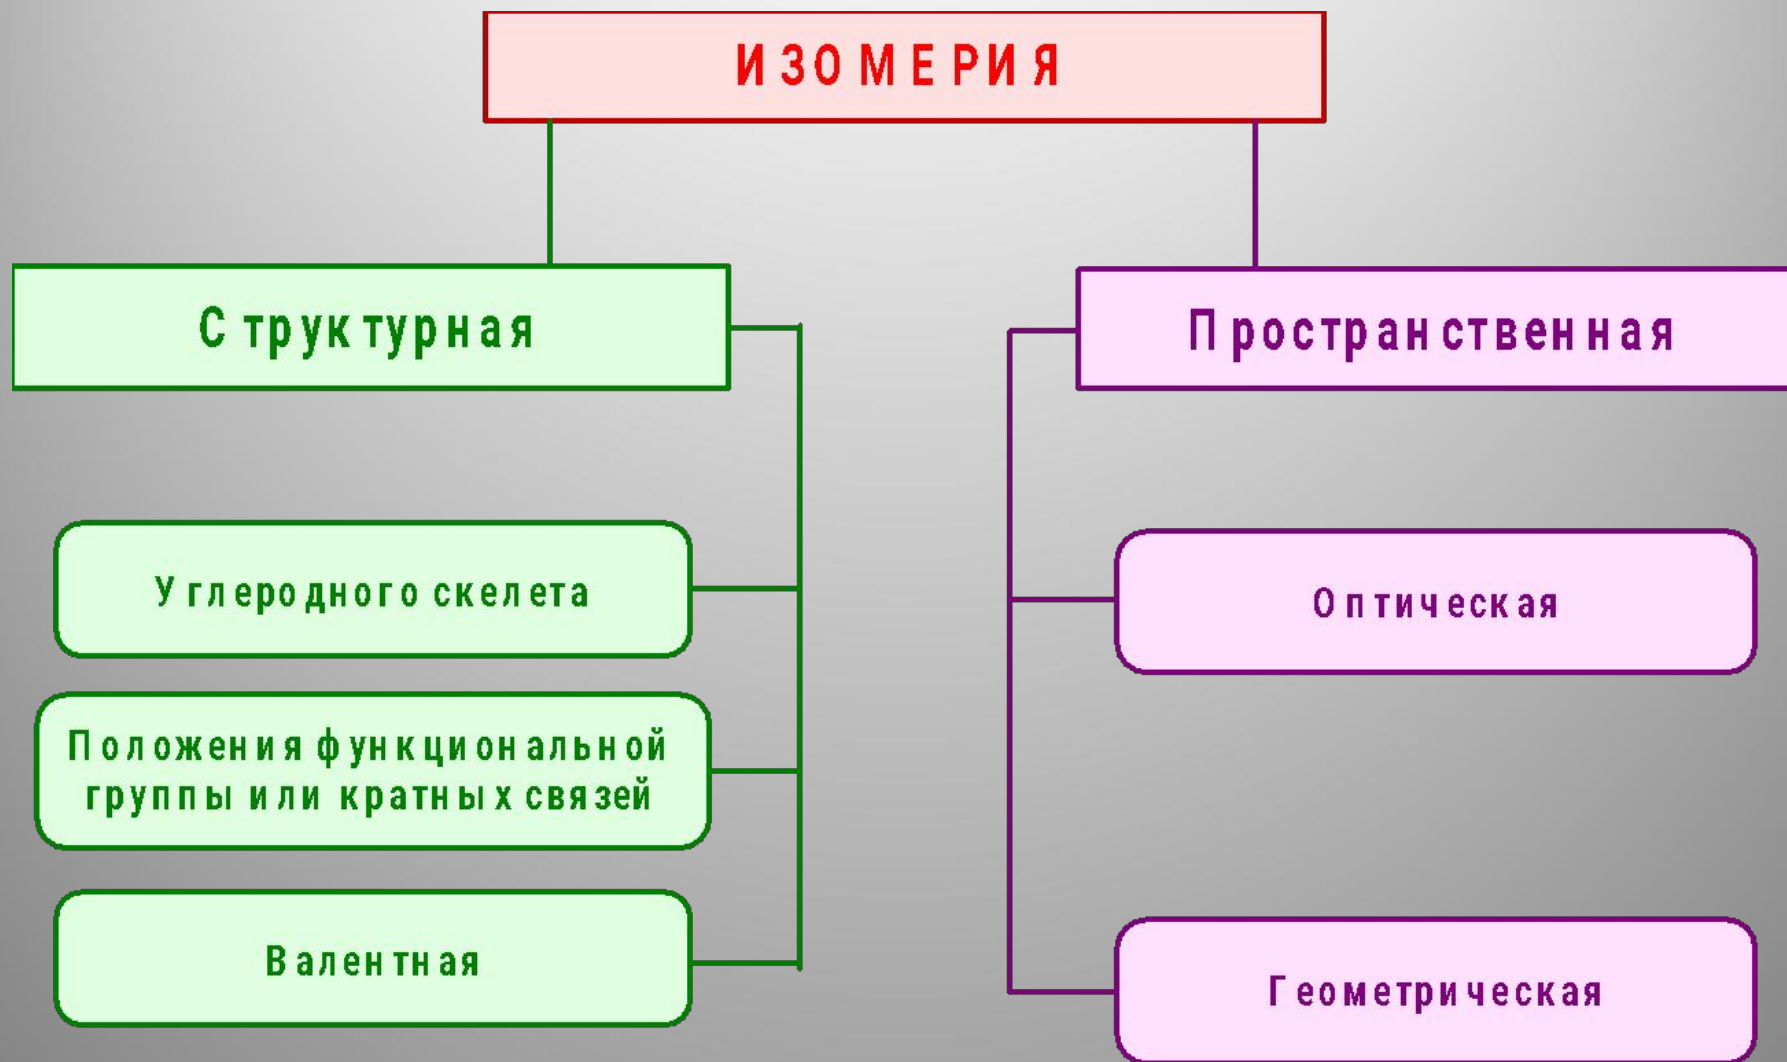 ИЗОМЕРИЯ
Структурная
Пространственная
Углеродного скелета
Оптическая
Положения функциональной
группы или кратных связей
Валентная
Геометрическая